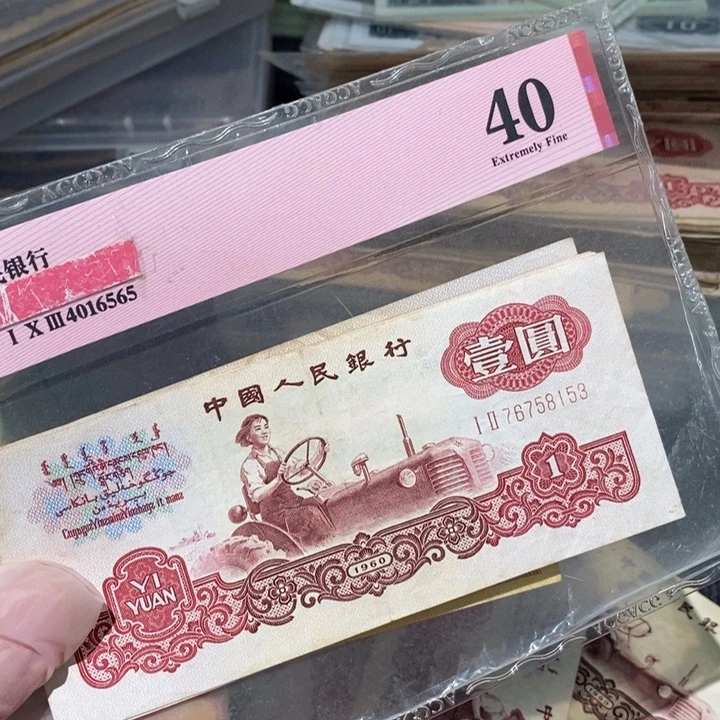 40
Extremely Fine
银行
I X III 4016565
中國人民銀行
壹圓
I II 76758153
1
YI
YUAN
1960